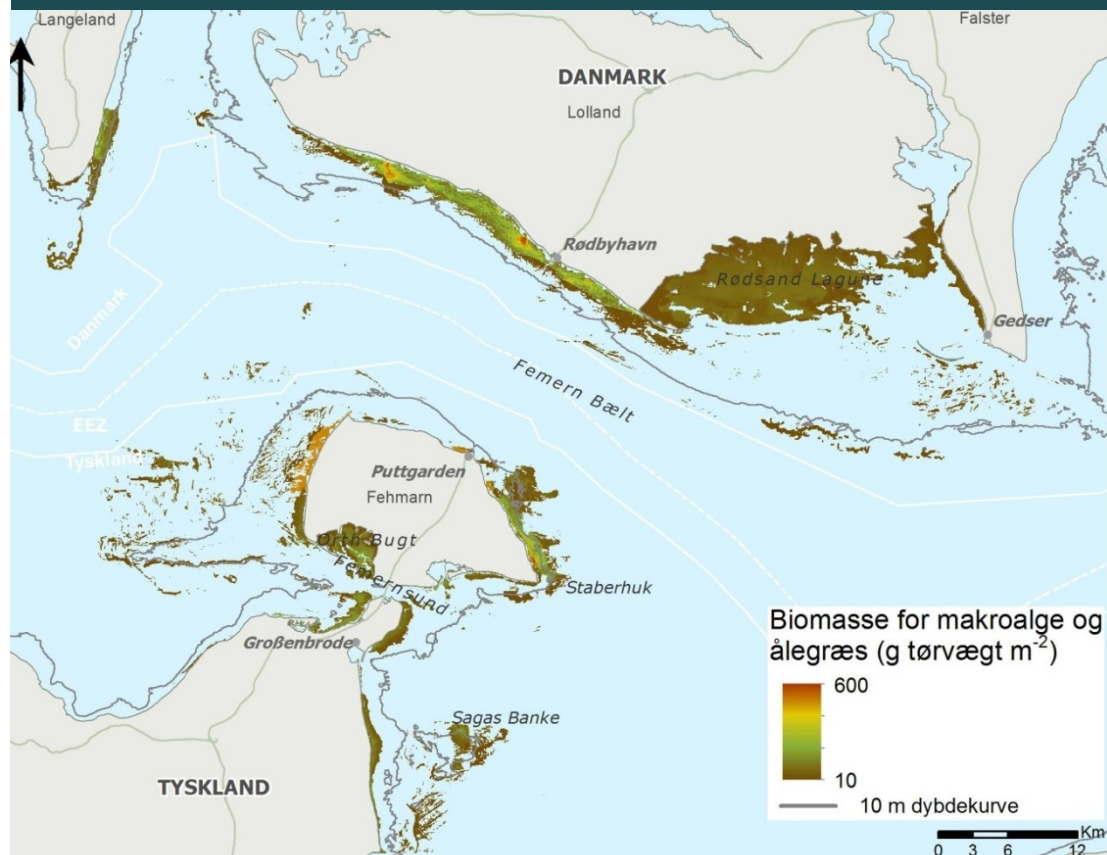 Langeland
Falster
DANMARK
Lolland
Rødbyhavn
Rødsand Lagune
Gedser
Danmark
Femern Bælt
EEZ
Tyskland
Puttgarden
Fehmarn
Orth Bugt
Femernsund
Staberhuk
Großenbrode
Sagas Banke
TYSKLAND
Biomasse for makroalge og
ålegræs (g tørvægt m⁻²)
600
10
10 m dybdekurve
Km
0 3 6 12